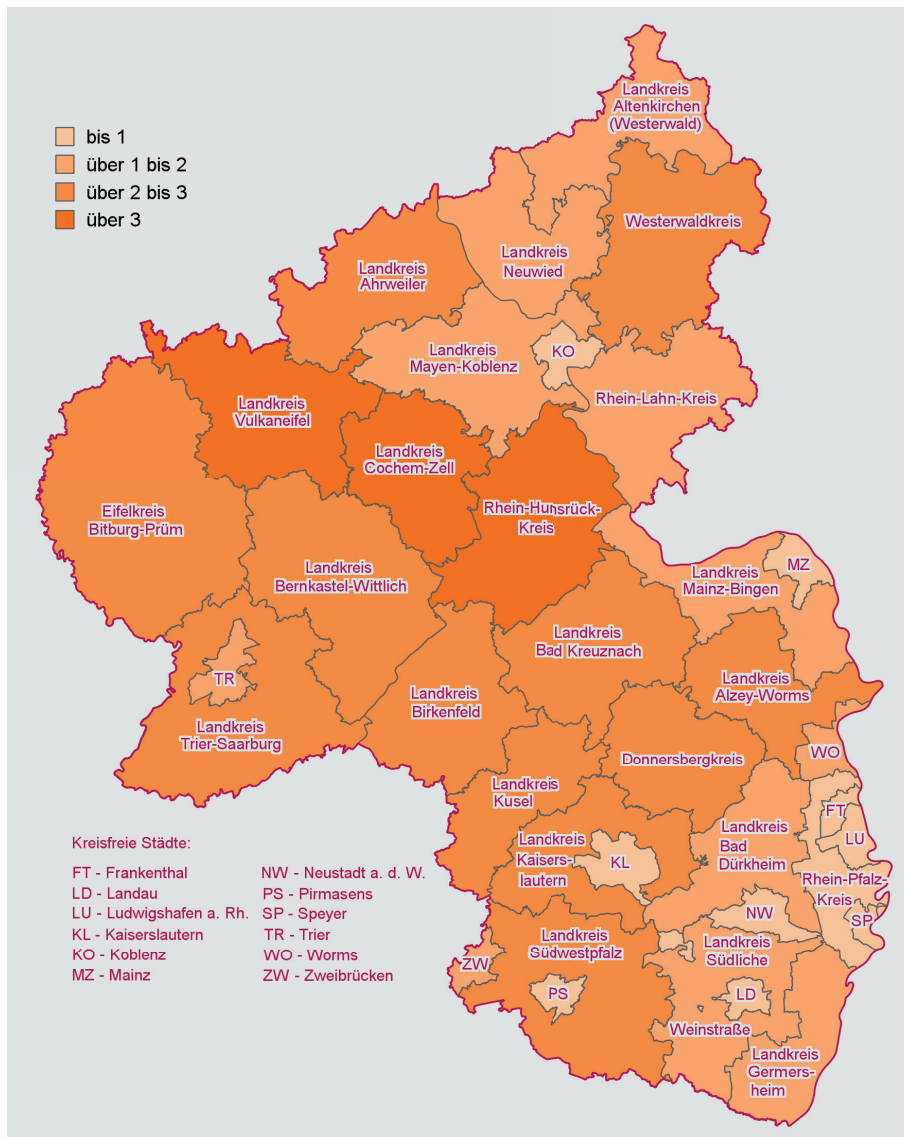 bis 1
über 1 bis 2
über 2 bis 3
über 3
Landkreis
Altenkirchen
(Westerwald)
Westerwaldkreis
Landkreis
Neuwied
Landkreis
Ahrweiler
Landkreis
Mayen-Koblenz
KO
Rhein-Lahn-Kreis
Landkreis
Vulkaneifel
Landkreis
Cochem-Zell
Rhein-Hunsrück-
Kreis
Eifelkreis
Bitburg-Prüm
Landkreis
Bernkastel-Wittlich
Landkreis
Mainz-Bingen
MZ
Landkreis
Bad Kreuznach
Landkreis
Alzey-Worms
TR
Landkreis
Birkenfeld
Landkreis
Trier-Saarburg
Donnersbergkreis
WO
Landkreis
Kusel
FT
LU
Landkreis
Kaisers-
lautern
KL
Landkreis
Bad
Dürkheim
Rhein-Pfalz-
Kreis
NW
SP
Landkreis
Südwestpfalz
Landkreis
Südliche
Weinstraße
ZW
PS
LD
Landkreis
Germers-
heim
Kreisfreie Städte:
FT - Frankenthal
LD - Landau
LU - Ludwigshafen a. Rh.
KL - Kaiserslautern
KO - Koblenz
MZ - Mainz
NW - Neustadt a. d. W.
PS - Pirmasens
SP - Speyer
TR - Trier
WO - Worms
ZW - Zweibrücken